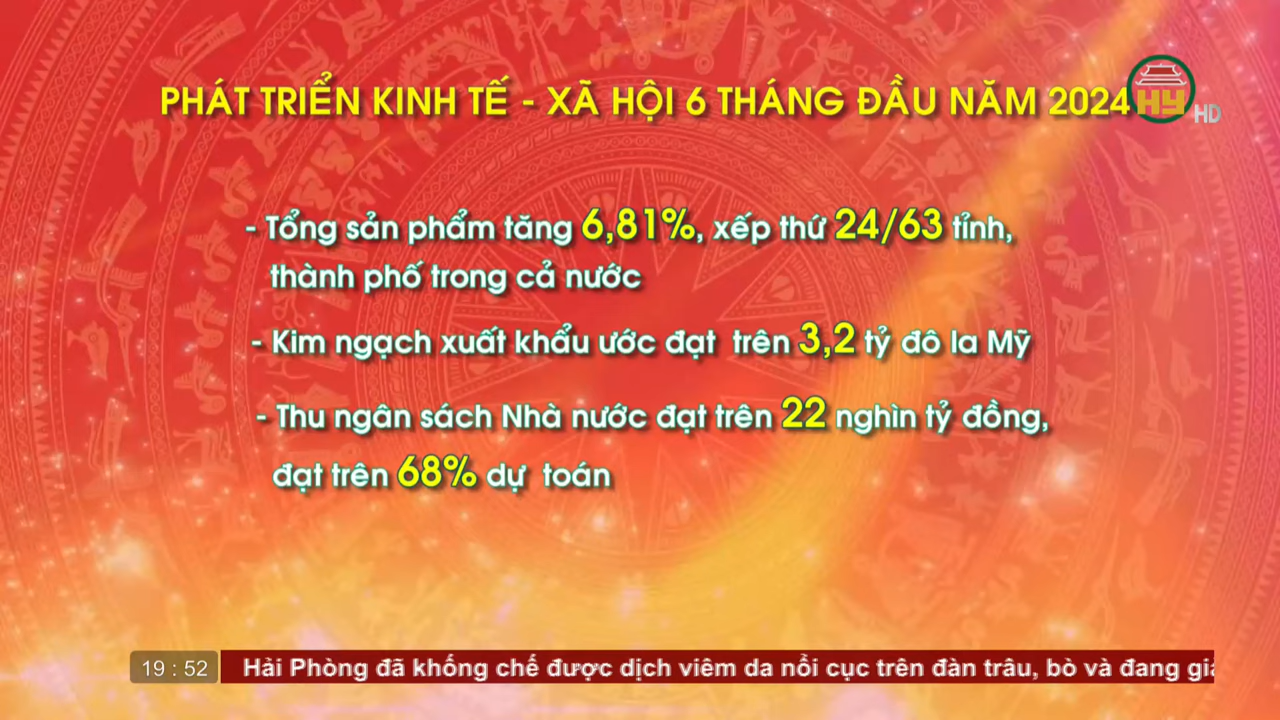 PHÁT TRIỂN KINH TẾ - XÃ HỘI 6 THÁNG ĐẦU NĂM 2024
HY HD
- Tổng sản phẩm tăng 6,81%, xếp thứ 24/63 tỉnh,
thành phố trong cả nước
- Kim ngạch xuất khẩu ước đạt trên 3,2 tỷ đô la Mỹ
- Thu ngân sách Nhà nước đạt trên 22 nghìn tỷ đồng,
đạt trên 68% dự toán
19 : 52 Hải Phòng đã khống chế được dịch viêm da nổi cục trên đàn trâu, bò và đang